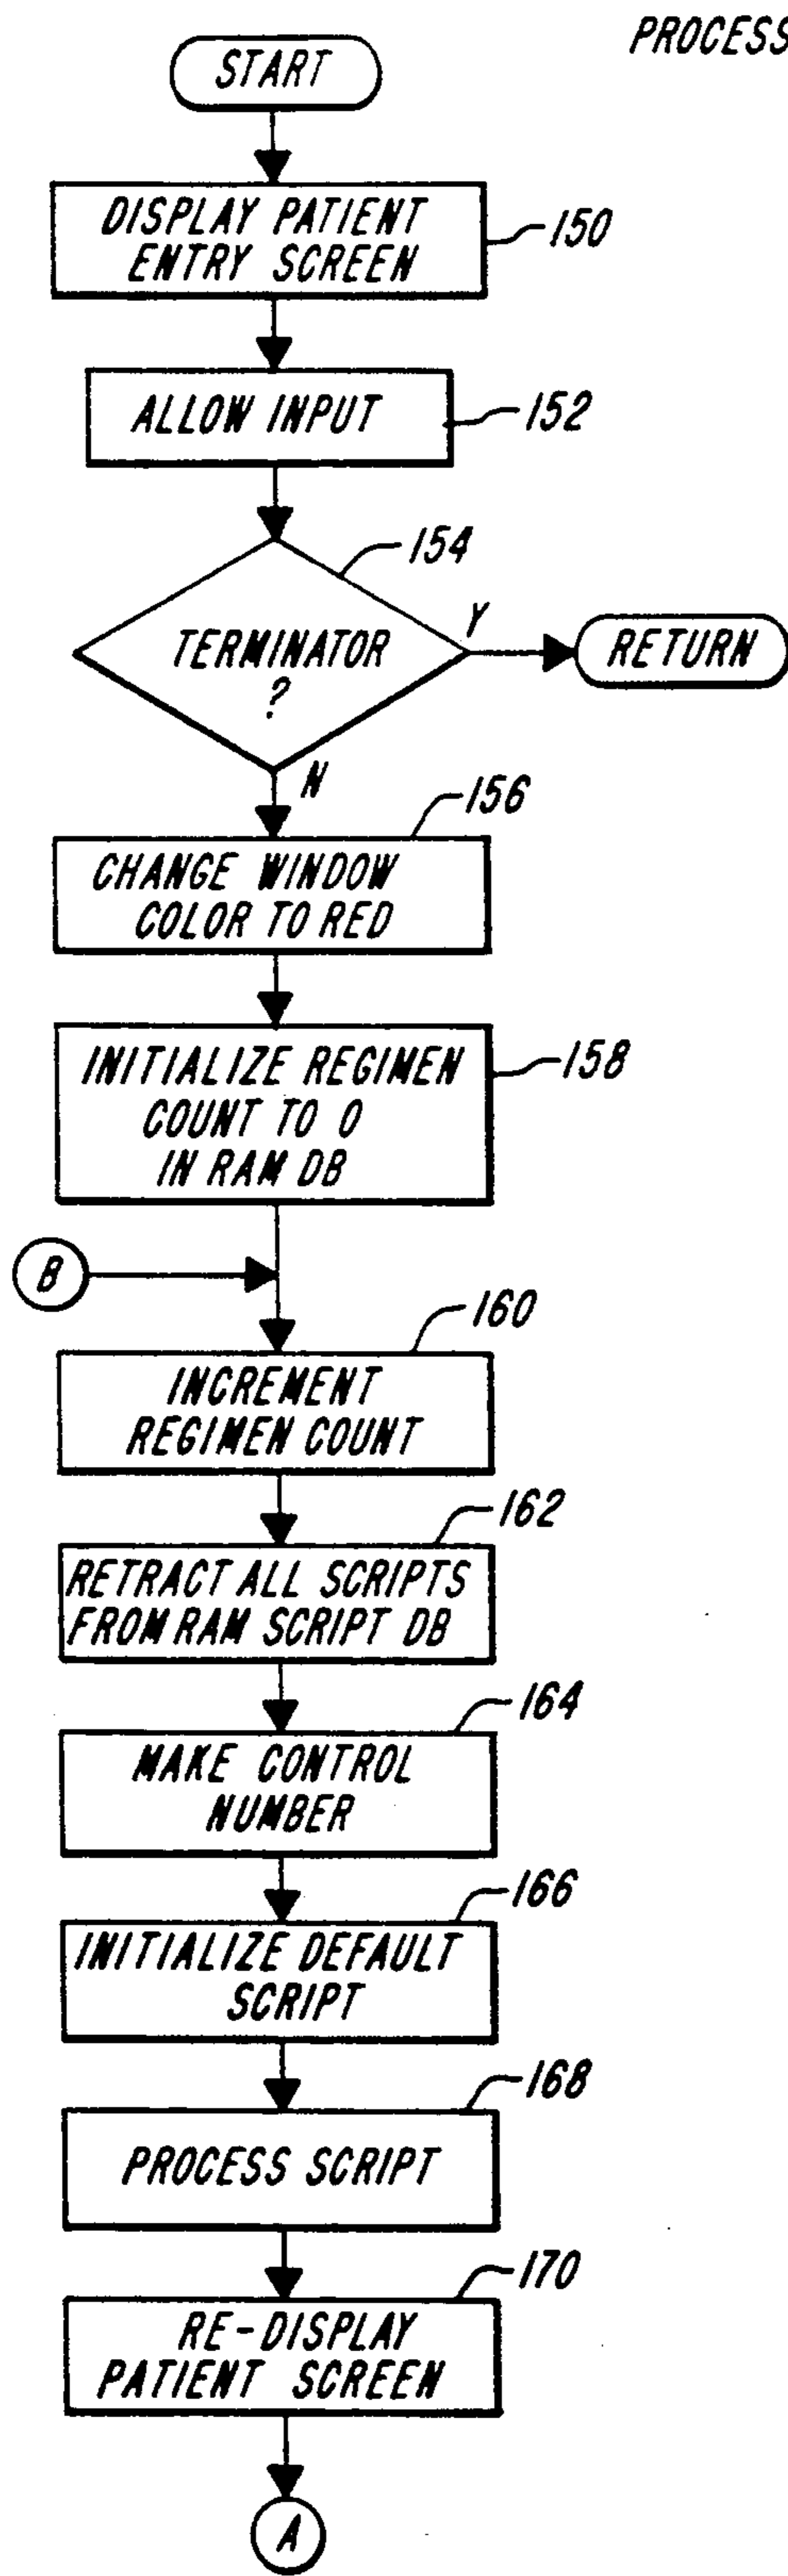 PROCESS
START
DISPLAY PATIENT
ENTRY SCREEN
150
ALLOW INPUT
152
154
TERMINATOR
?
Y
RETURN
N
156
CHANGE WINDOW
COLOR TO RED
INITIALIZE REGIMEN
COUNT TO 0
IN RAM DB
158
B
160
INCREMENT
REGIMEN COUNT
162
RETRACT ALL SCRIPTS
FROM RAM SCRIPT DB
164
MAKE CONTROL
NUMBER
166
INITIALIZE DEFAULT
SCRIPT
168
PROCESS SCRIPT
170
RE-DISPLAY
PATIENT SCREEN
A